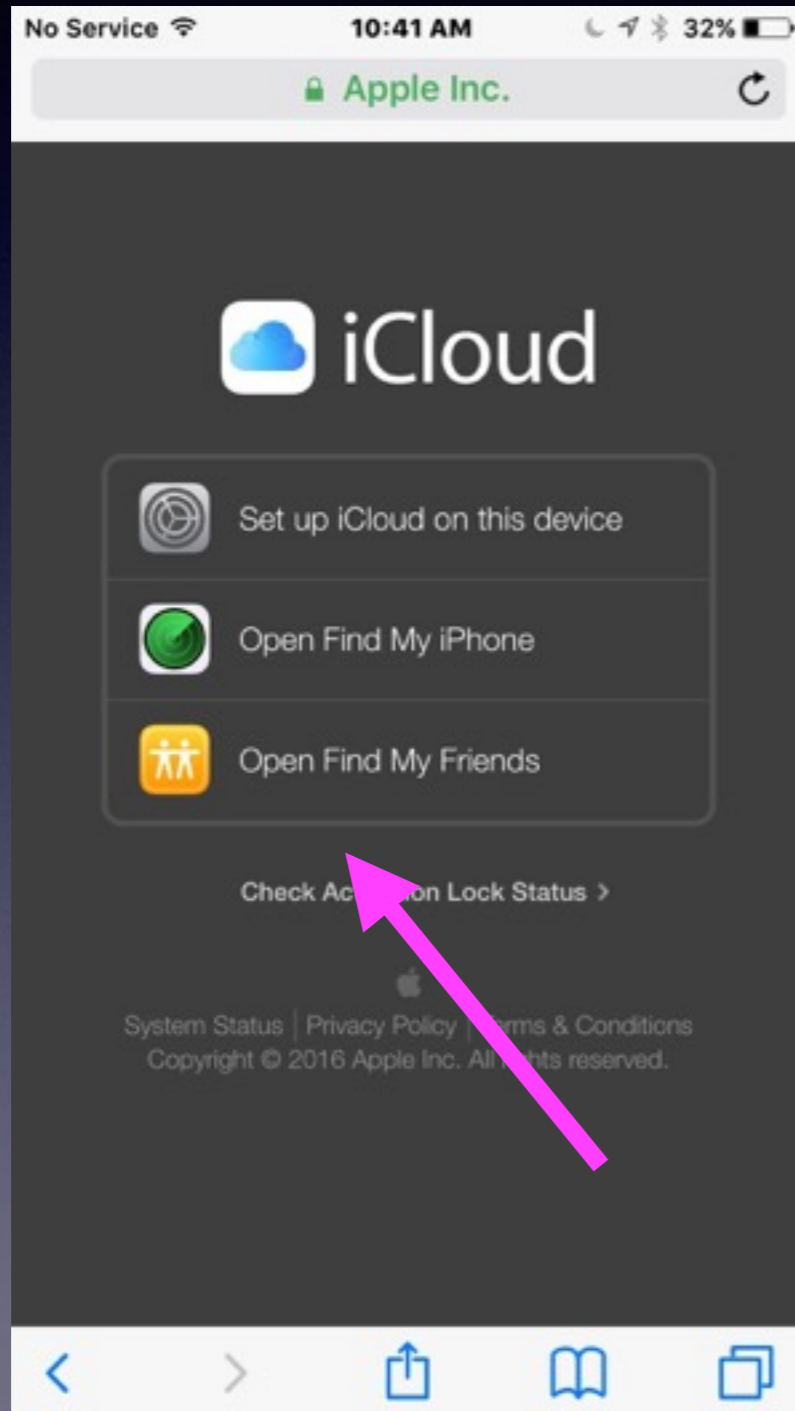 No Service 10:41 AM 32%
Apple Inc.
iCloud
Set up iCloud on this device
Open Find My iPhone
Open Find My Friends
Check Ac on Lock Status >
System Status | Privacy Policy | Terms & Conditions
Copyright © 2016 Apple Inc. All rights reserved.